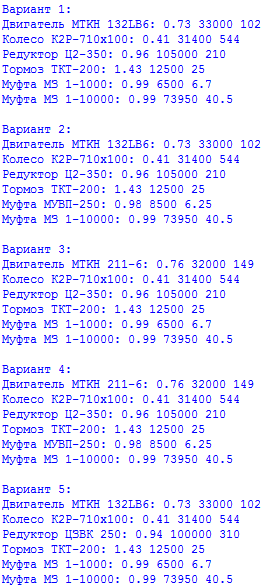 Вариант 1:
Двигатель МТКН 132LB6: 0.73 33000 102
Колесо К2Р-710х100: 0.41 31400 544
Редуктор Ц2-350: 0.96 105000 210
Тормоз ТКТ-200: 1.43 12500 25
Муфта МЗ 1-1000: 0.99 6500 6.7
Муфта МЗ 1-10000: 0.99 73950 40.5
Вариант 2:
Двигатель МТКН 132LB6: 0.73 33000 102
Колесо К2Р-710х100: 0.41 31400 544
Редуктор Ц2-350: 0.96 105000 210
Тормоз ТКТ-200: 1.43 12500 25
Муфта МУВП-250: 0.98 8500 6.25
Муфта МЗ 1-10000: 0.99 73950 40.5
Вариант 3:
Двигатель МТКН 211-6: 0.76 32000 149
Колесо К2Р-710х100: 0.41 31400 544
Редуктор Ц2-350: 0.96 105000 210
Тормоз ТКТ-200: 1.43 12500 25
Муфта МЗ 1-1000: 0.99 6500 6.7
Муфта МЗ 1-10000: 0.99 73950 40.5
Вариант 4:
Двигатель МТКН 211-6: 0.76 32000 149
Колесо К2Р-710х100: 0.41 31400 544
Редуктор Ц2-350: 0.96 105000 210
Тормоз ТКТ-200: 1.43 12500 25
Муфта МУВП-250: 0.98 8500 6.25
Муфта МЗ 1-10000: 0.99 73950 40.5
Вариант 5:
Двигатель МТКН 132LB6: 0.73 33000 102
Колесо К2Р-710х100: 0.41 31400 544
Редуктор ЦЗВК 250: 0.94 100000 310
Тормоз ТКТ-200: 1.43 12500 25
Муфта МЗ 1-1000: 0.99 6500 6.7
Муфта МЗ 1-10000: 0.99 73950 40.5